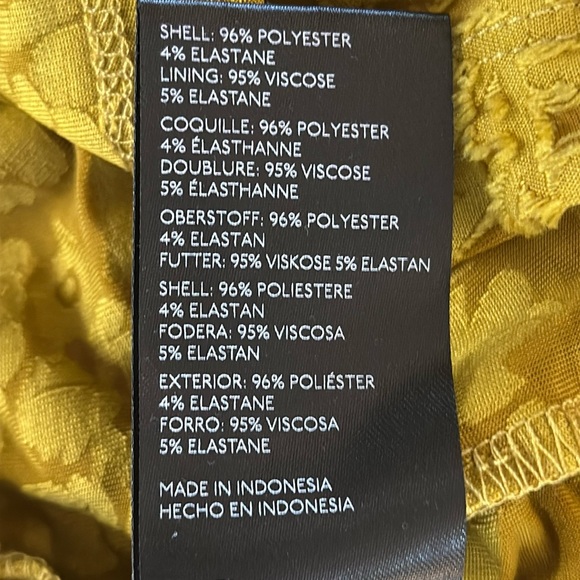 SHELL: 96% POLYESTER
4% ELASTANE
LINING: 95% VISCOSE
5% ELASTANE
COQUILLE: 96% POLYESTER
4% ÉLASTHANNE
DOUBLURE: 95% VISCOSE
5% ÉLASTHANNE
OBERSTOFF: 96% POLYESTER
4% ELASTAN
FUTTER: 95% VISKOSE 5% ELASTAN
SHELL: 96% POLIESTERE
4% ELASTAN
FODERA: 95% VISCOSA
5% ELASTAN
EXTERIOR: 96% POLIÉSTER
4% ELASTANE
FORRO: 95% VISCOSA
5% ELASTANE
MADE IN INDONESIA
HECHO EN INDONESIA